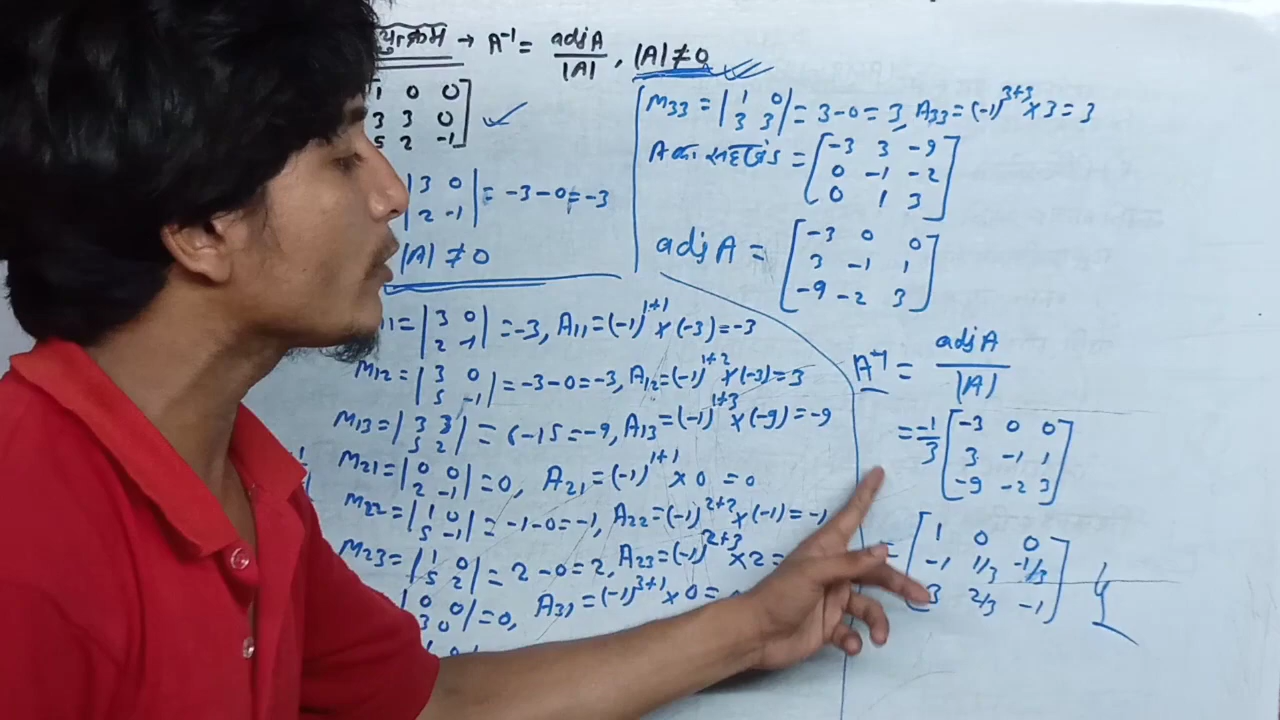 → A⁻¹ = adjA / |A| , |A| ≠ 0
1 0 0
3 3 0
5 2 -1
|3 0; 2 -1| = -3 - 0 = -3
|A| ≠ 0
11 = |3 0; 2 -1| = -3, A11 = (-1)^1+1 × (-3) = -3
M12 = |3 0; 5 -1| = -3 - 0 = -3, A12 = (-1)^1+2 × (-3) = 3
M13 = |3 3; 5 2| = 6 - 15 = -9, A13 = (-1)^1+3 × (-9) = -9
M21 = |0 0; 2 -1| = 0, A21 = (-1)^1+1 × 0 = 0
M22 = |1 0; 5 -1| = -1 - 0 = -1, A22 = (-1)^2+2 × (-1) = -1
M23 = |1 0; 5 2| = 2 - 0 = 2, A23 = (-1)^2+3 × 2 =
|0 0; 3 0| = 0, A31 = (-1)^3+1 × 0 =
M33 = |1 0; 3 3| = 3 - 0 = 3, A33 = (-1)^3+3 × 3 = 3
A का सहखंड = [-3 3 -9
0 -1 -2
0 1 3]
adj A = [-3 0 0
3 -1 1
-9 -2 3]
A⁻¹ = adjA / |A|
= -1/3 [-3 0 0
3 -1 1
-9 -2 3]
= [1 0 0
-1 1/3 -1/3
3 2/3 -1]